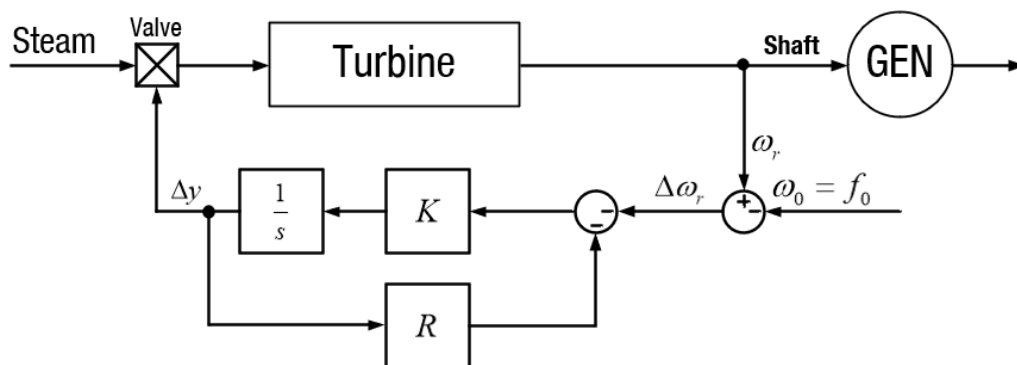 Steam
Valve
Turbine
Shaft
GEN
ω_r
Δy
1/s
K
Δω_r
ω_0 = f_0
+
-
-
-
R